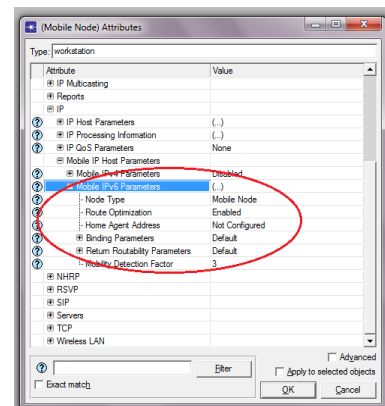 (Mobile Node) Attributes
Type: workstation
Attribute Value
IP Multicasting
Reports
IP
IP Host Parameters (...)
IP Processing Information (...)
IP QoS Parameters None
Mobile IP Host Parameters
Mobile IPv4 Parameters Disabled
Mobile IPv6 Parameters (...)
Node Type Mobile Node
Route Optimization Enabled
Home Agent Address Not Configured
Binding Parameters Default
Return Routability Parameters Default
Mobility Detection Factor 3
NHRP
RSVP
SIP
Servers
TCP
Wireless LAN
Advanced
Filter Apply to selected objects
Exact match
OK Cancel